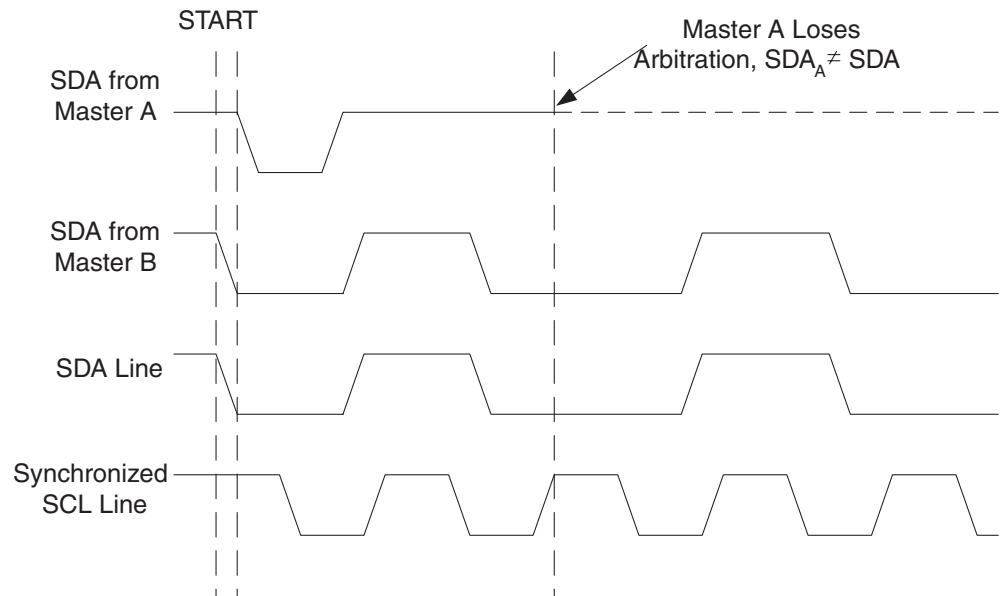 START
Master A Loses
Arbitration, SDA_A ≠ SDA
SDA from
Master A
SDA from
Master B
SDA Line
Synchronized
SCL Line